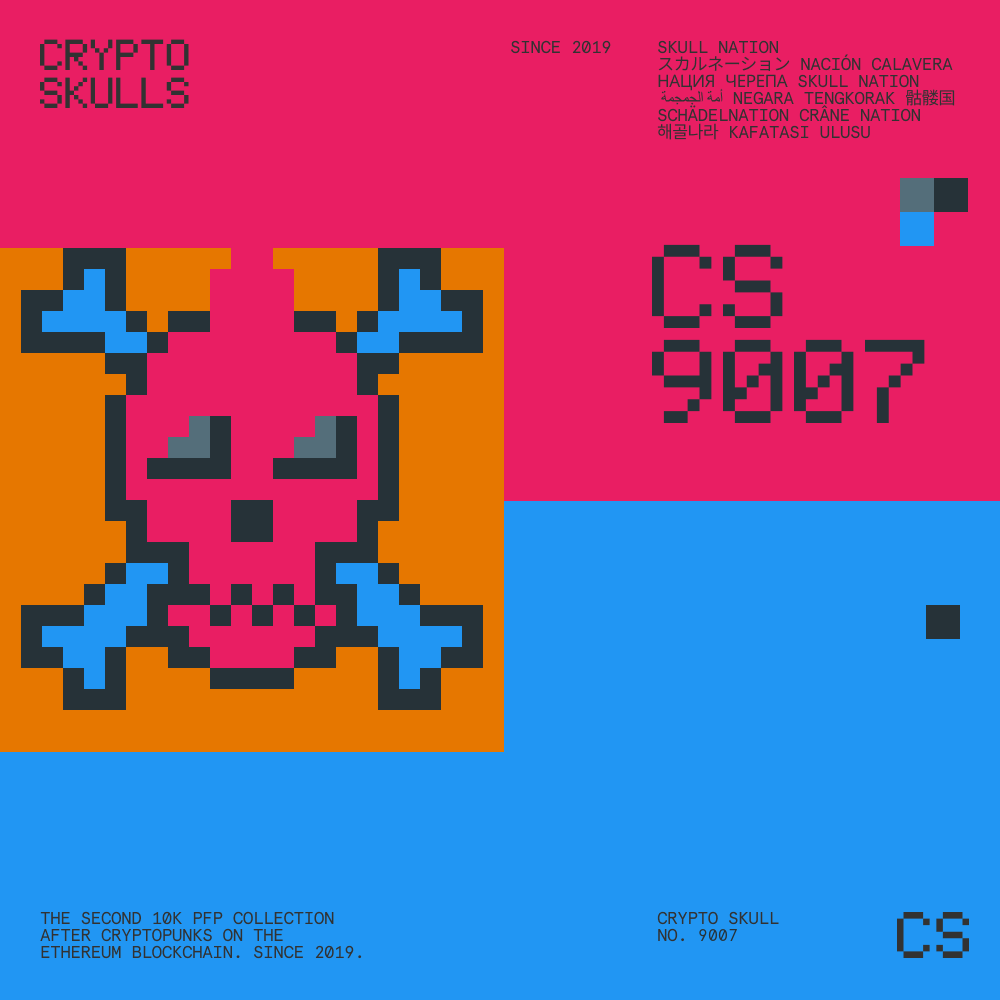 CRYPTO
SKULLS
SINCE 2019
SKULL NATION
スカルネーション NACIÓN CALAVERA
НАЦИЯ ЧЕРЕПА SKULL NATION
أمة الجمجمة NEGARA TENGKORAK 骷髅国
SCHÄDELNATION CRÂNE NATION
해골나라 KAFATASI ULUSU
CS
9007
THE SECOND 10K PFP COLLECTION
AFTER CRYPTOPUNKS ON THE
ETHEREUM BLOCKCHAIN. SINCE 2019.
CRYPTO SKULL
NO. 9007
CS